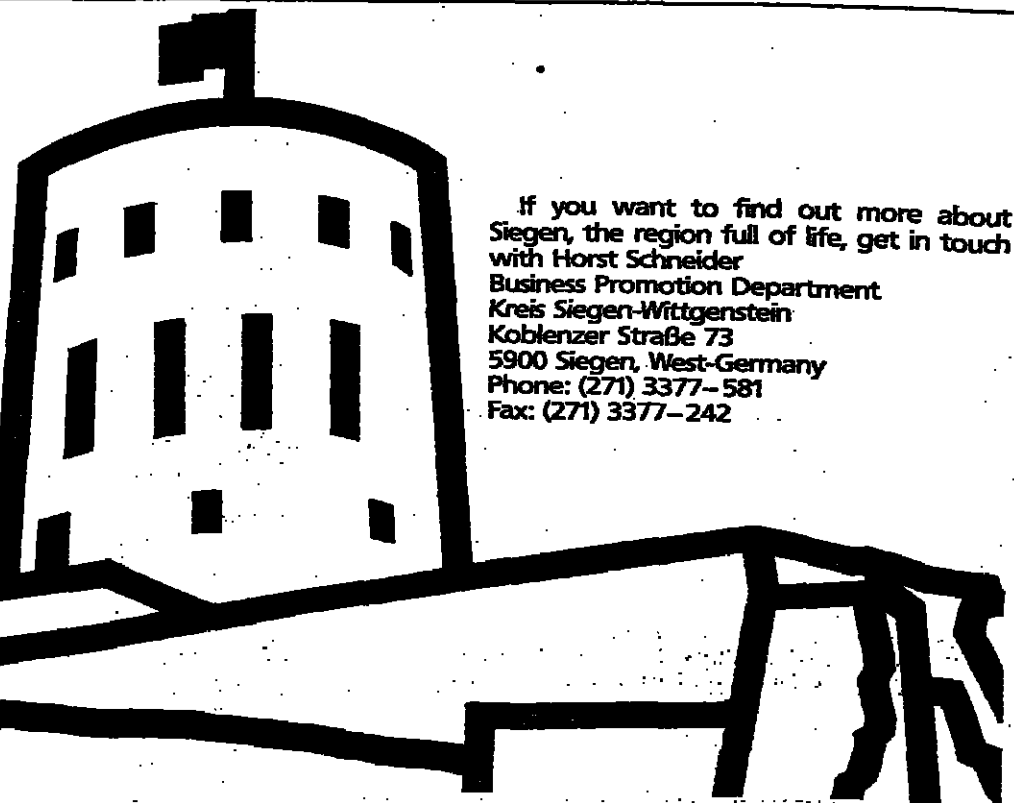 If you want to find out more about
Siegen, the region full of life, get in touch
with Horst Schneider
Business Promotion Department
Kreis Siegen-Wittgenstein
Koblenzer Straße 73
5900 Siegen, West-Germany
Phone: (271) 3377–581
Fax: (271) 3377–242